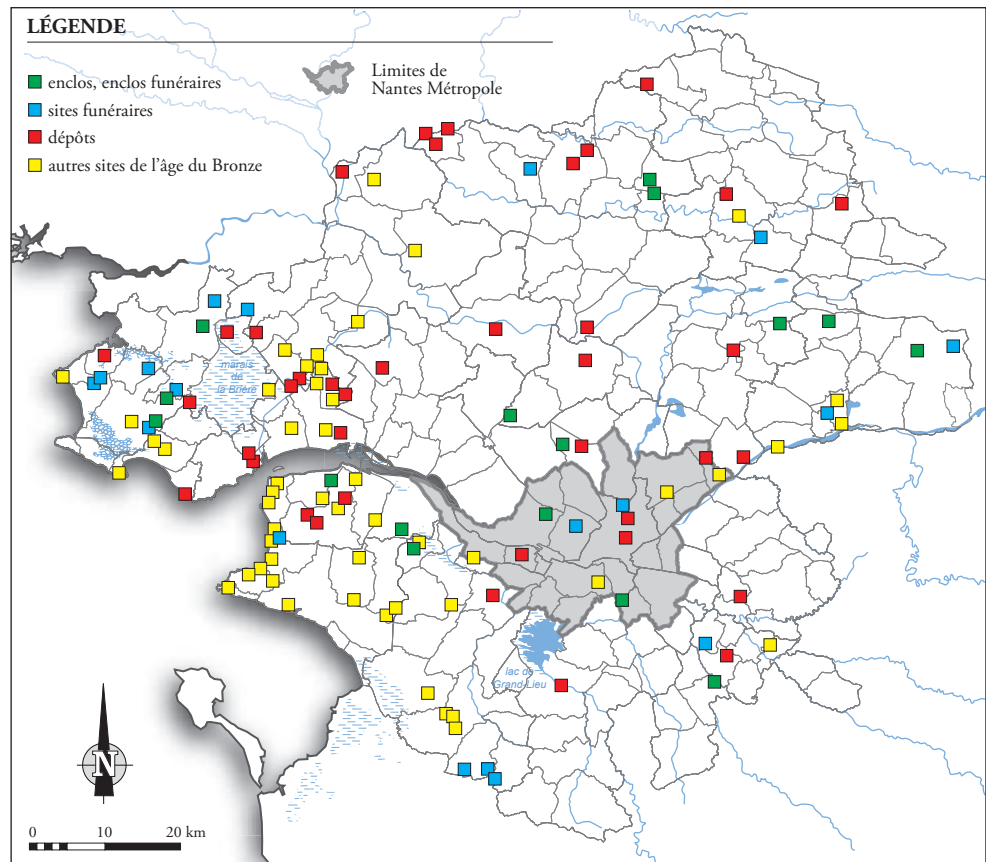 LÉGENDE
enclos, enclos funéraires
sites funéraires
dépôts
autres sites de l'âge du Bronze
Limites de
Nantes Métropole
marais
de
la Brière
lac de
Grand-Lieu
N
0 10 20 km